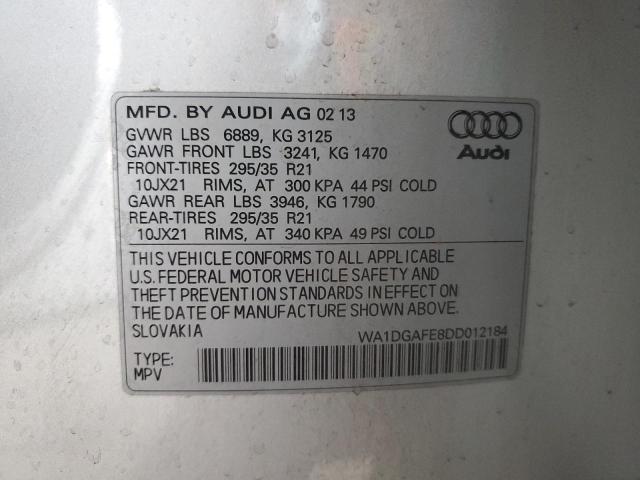 MFD. BY AUDI AG 02 13
GVWR LBS 6889, KG 3125
GAWR FRONT LBS 3241, KG 1470
FRONT-TIRES 295/35 R21
10JX21 RIMS, AT 300 KPA 44 PSI COLD
GAWR REAR LBS 3946, KG 1790
REAR-TIRES 295/35 R21
10JX21 RIMS, AT 340 KPA 49 PSI COLD
Audi
THIS VEHICLE CONFORMS TO ALL APPLICABLE
U.S. FEDERAL MOTOR VEHICLE SAFETY AND
THEFT PREVENTION STANDARDS IN EFFECT ON
THE DATE OF MANUFACTURE SHOWN ABOVE.
SLOVAKIA
WA1DGAFE8DD012184
TYPE:
MPV